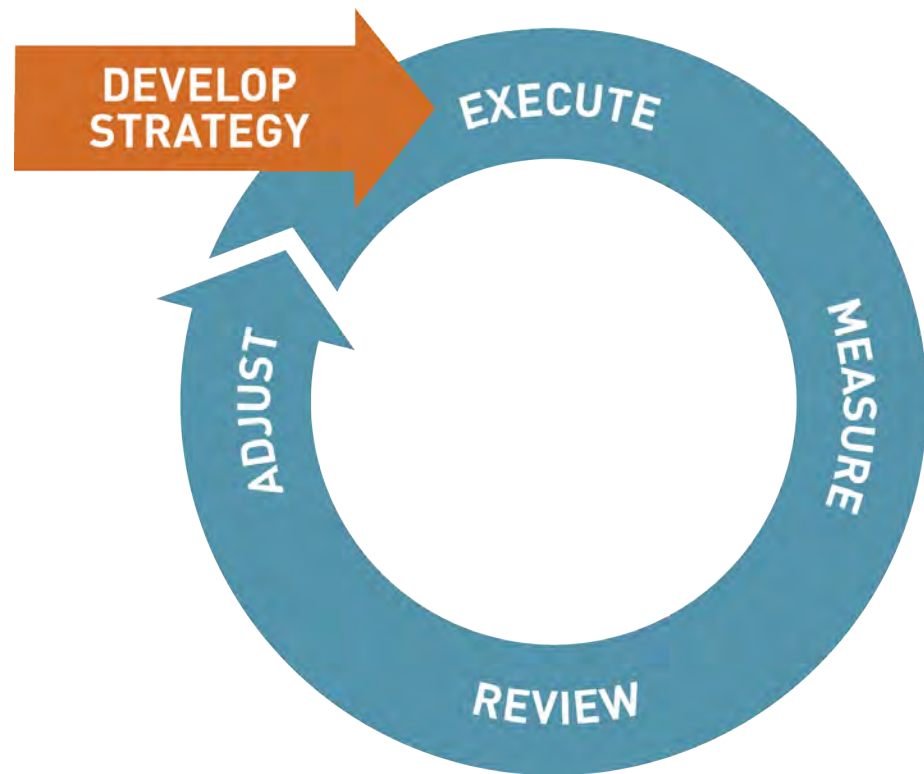 DEVELOP
STRATEGY
EXECUTE
MEASURE
REVIEW
ADJUST